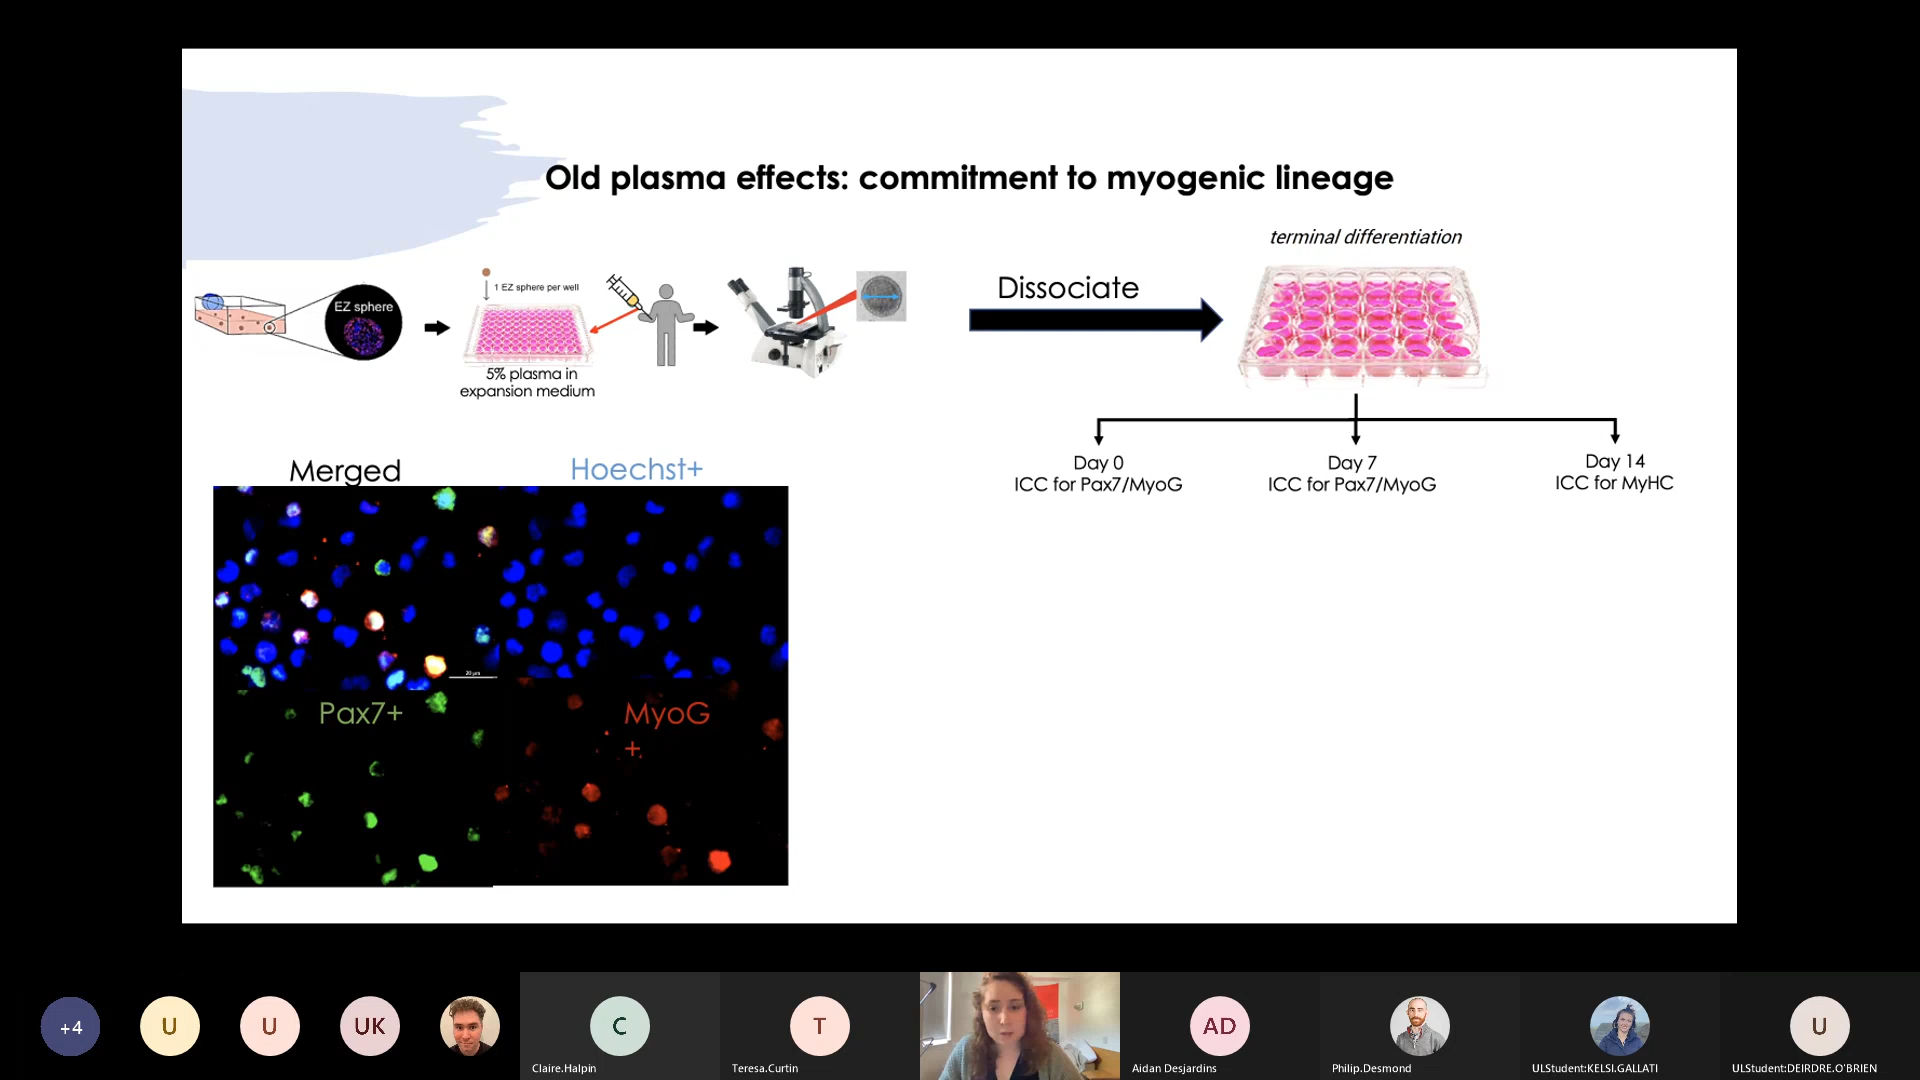 Old plasma effects: commitment to myogenic lineage
terminal differentiation
EZ sphere
1 EZ sphere per well
5% plasma in
expansion medium
Dissociate
Day 0
ICC for Pax7/MyoG
Day 7
ICC for Pax7/MyoG
Day 14
ICC for MyHC
Merged
Hoechst+
20 μm
Pax7+
MyoG
+
+4
U
U
UK
C
Claire.Halpin
T
Teresa.Curtin
AD
Aidan Desjardins
Philip.Desmond
ULStudent:KELSI.GALLATI
U
ULStudent:DEIRDRE.O'BRIEN